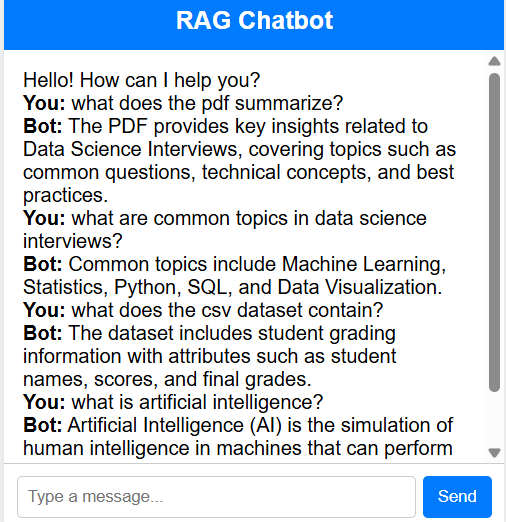 RAG Chatbot
Hello! How can I help you?
You: what does the pdf summarize?
Bot: The PDF provides key insights related to
Data Science Interviews, covering topics such as
common questions, technical concepts, and best
practices.
You: what are common topics in data science
interviews?
Bot: Common topics include Machine Learning,
Statistics, Python, SQL, and Data Visualization.
You: what does the csv dataset contain?
Bot: The dataset includes student grading
information with attributes such as student
names, scores, and final grades.
You: what is artificial intelligence?
Bot: Artificial Intelligence (AI) is the simulation of
human intelligence in machines that can perform
Type a message...
Send